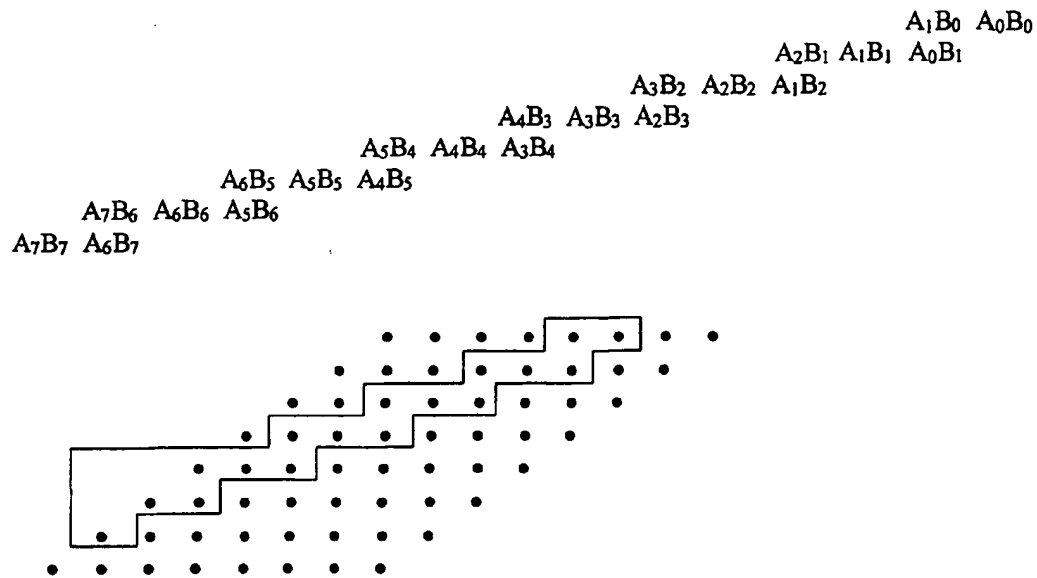 A₁B₀ A₀B₀
A₂B₁ A₁B₁ A₀B₁
A₃B₂ A₂B₂ A₁B₂
A₄B₃ A₃B₃ A₂B₃
A₅B₄ A₄B₄ A₃B₄
A₆B₅ A₅B₅ A₄B₅
A₇B₆ A₆B₆ A₅B₆
A₇B₇ A₆B₇